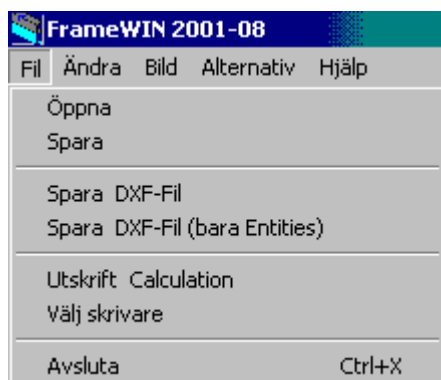 FrameWIN 2001-08
Fil Ändra Bild Alternativ Hjälp
Öppna
Spara
Spara DXF-Fil
Spara DXF-Fil (bara Entities)
Utskrift Calculation
Välj skrivare
Avsluta Ctrl+X